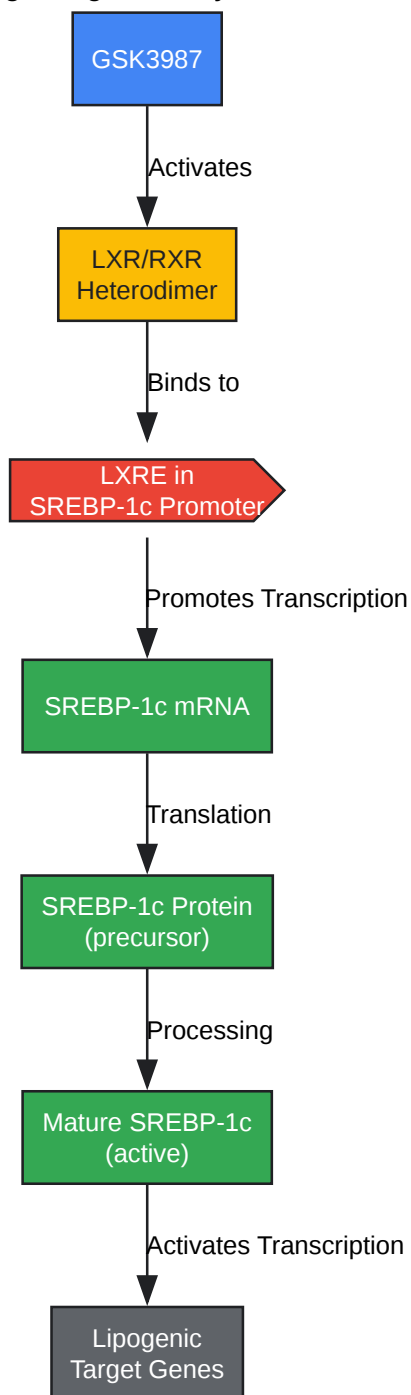 GSK3987
Activates
LXR/RXR
Heterodimer
Binds to
LXRE in
SREBP-1c Promoter
Promotes Transcription
SREBP-1c mRNA
Translation
SREBP-1c Protein
(precursor)
Processing
Mature SREBP-1c
(active)
Activates Transcription
Lipogenic
Target Genes